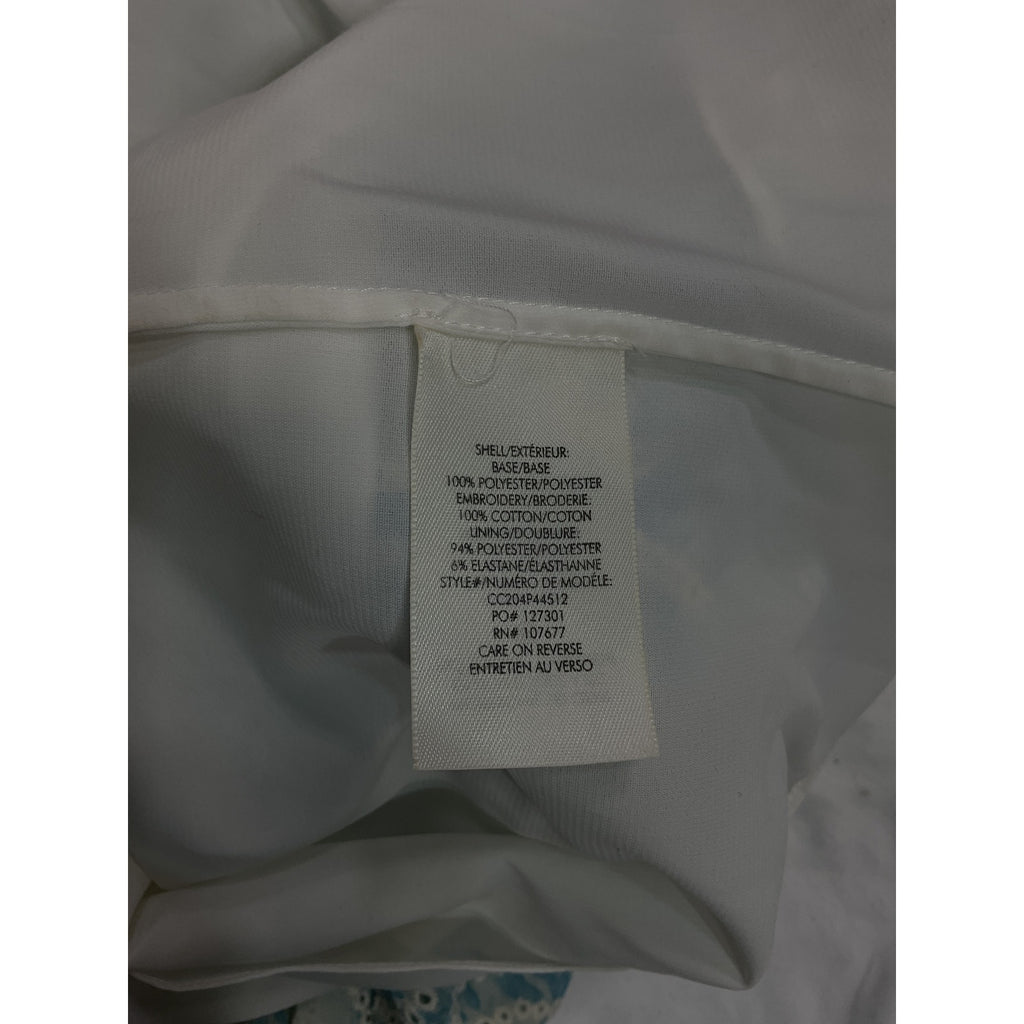 SHELL/EXTÉRIEUR:
BASE/BASE
100% POLYESTER/POLYESTER
EMBROIDERY/BRODERIE:
100% COTTON/COTON
LINING/DOUBLURE:
94% POLYESTER/POLYESTER
6% ELASTANE/ÉLASTHANNE
STYLE#/NUMÉRO DE MODÈLE:
CC204P44512
PO# 127301
RN# 107677
CARE ON REVERSE
ENTRETIEN AU VERSO